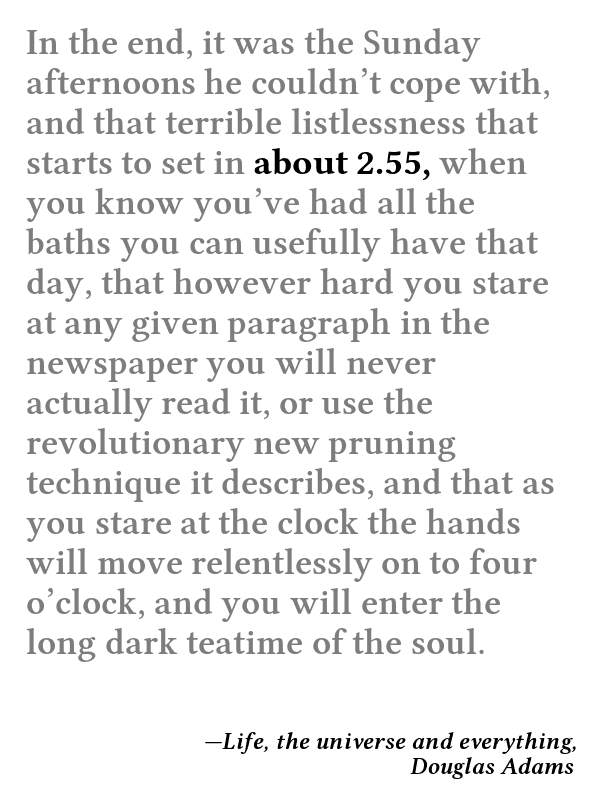 In the end, it was the Sunday
afternoons he couldn’t cope with,
and that terrible listlessness that
starts to set in about 2.55, when
you know you’ve had all the
baths you can usefully have that
day, that however hard you stare
at any given paragraph in the
newspaper you will never
actually read it, or use the
revolutionary new pruning
technique it describes, and that as
you stare at the clock the hands
will move relentlessly on to four
o’clock, and you will enter the
long dark teatime of the soul.
—Life, the universe and everything,
Douglas Adams